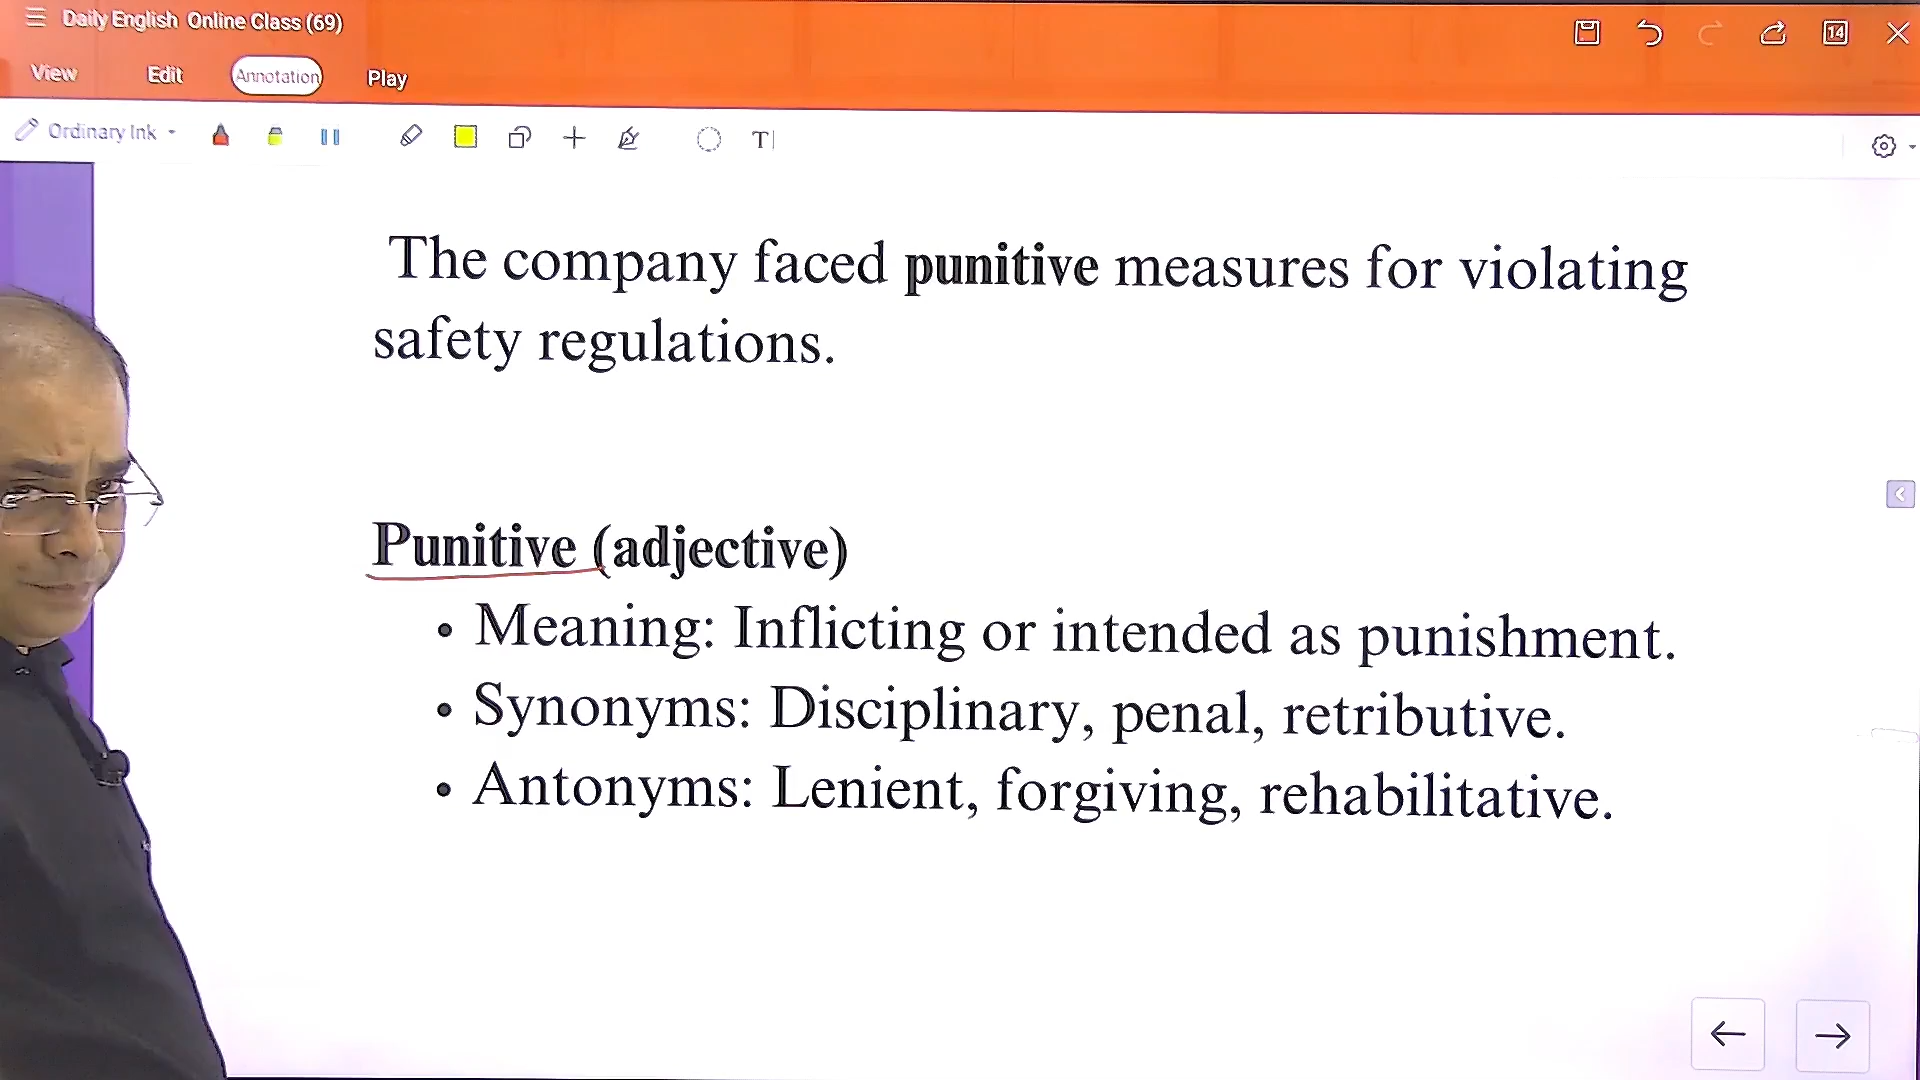 Daily English Online Class (69)
14
View Edit Annotation Play
Ordinary Ink
T
The company faced punitive measures for violating
safety regulations.
Punitive (adjective)
• Meaning: Inflicting or intended as punishment.
• Synonyms: Disciplinary, penal, retributive.
• Antonyms: Lenient, forgiving, rehabilitative.